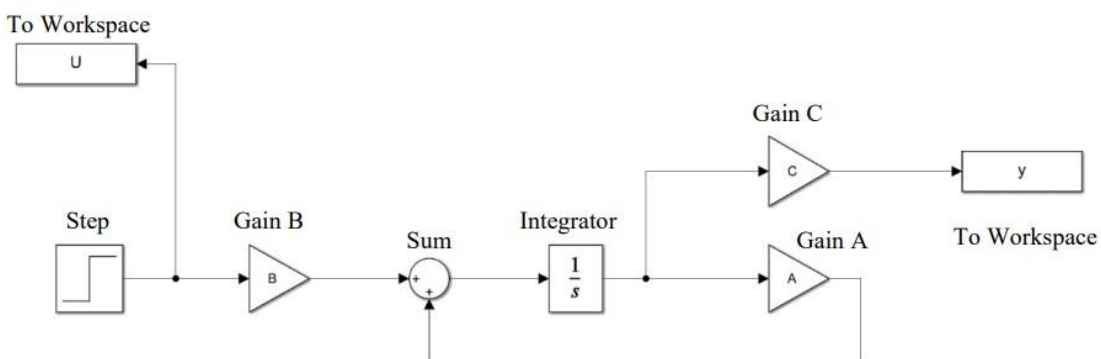 To Workspace
U
Gain C
C
y
Step
Gain B
Sum
Integrator
Gain A
To Workspace
B
+
+
1
s
A